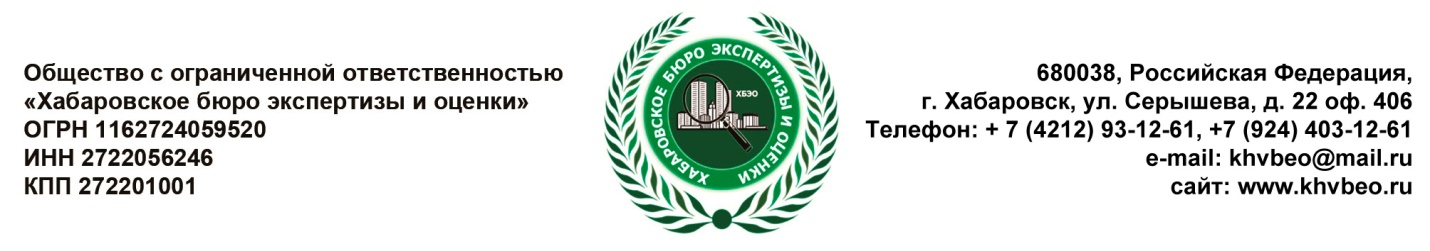 Общество с ограниченной ответственностью
«Хабаровское бюро экспертизы и оценки»
ОГРН 1162724059520
ИНН 2722056246
КПП 272201001
ХАБАРОВСКОЕ БЮРО ЭКСПЕРТИЗЫ И ОЦЕНКИ
ХБЭО
680038, Российская Федерация,
г. Хабаровск, ул. Серышева, д. 22 оф. 406
Телефон: + 7 (4212) 93-12-61, +7 (924) 403-12-61
e-mail: khvbeo@mail.ru
сайт: www.khvbeo.ru